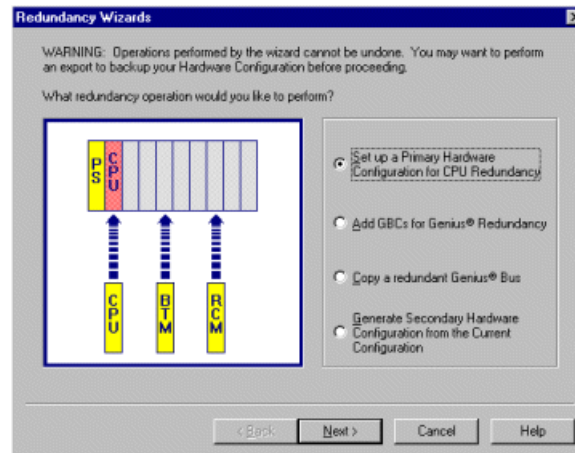 Redundancy Wizards
WARNING: Operations performed by the wizard cannot be undone. You may want to perform
an export to backup your Hardware Configuration before proceeding.
What redundancy operation would you like to perform?
PS
CPU
CPU
BTM
RCM
Set up a Primary Hardware
Configuration for CPU Redundancy
Add GBCs for Genius® Redundancy
Copy a redundant Genius® Bus
Generate Secondary Hardware
Configuration from the Current
Configuration
< Back
Next >
Cancel
Help